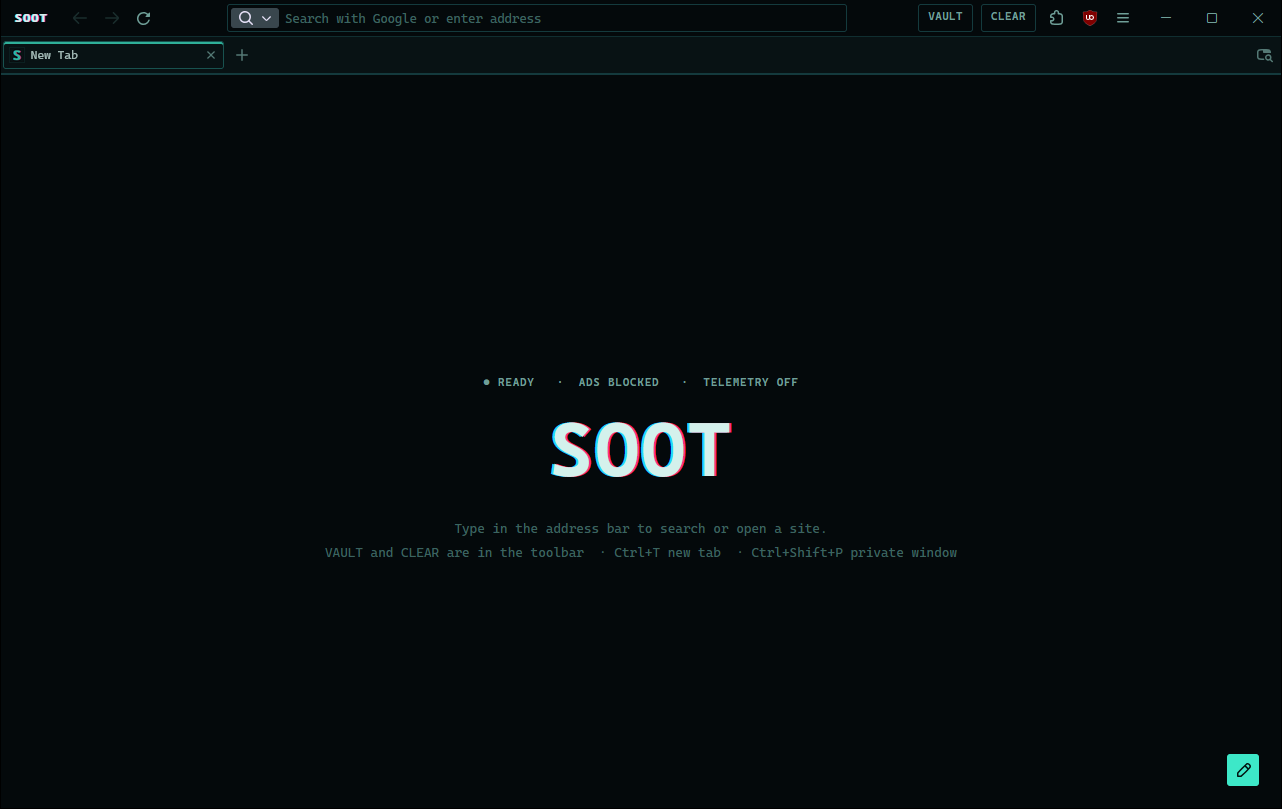 SOOT
Search with Google or enter address
VAULT
CLEAR
UD
S New Tab
● READY · ADS BLOCKED · TELEMETRY OFF
SOOT
Type in the address bar to search or open a site.
VAULT and CLEAR are in the toolbar · Ctrl+T new tab · Ctrl+Shift+P private window